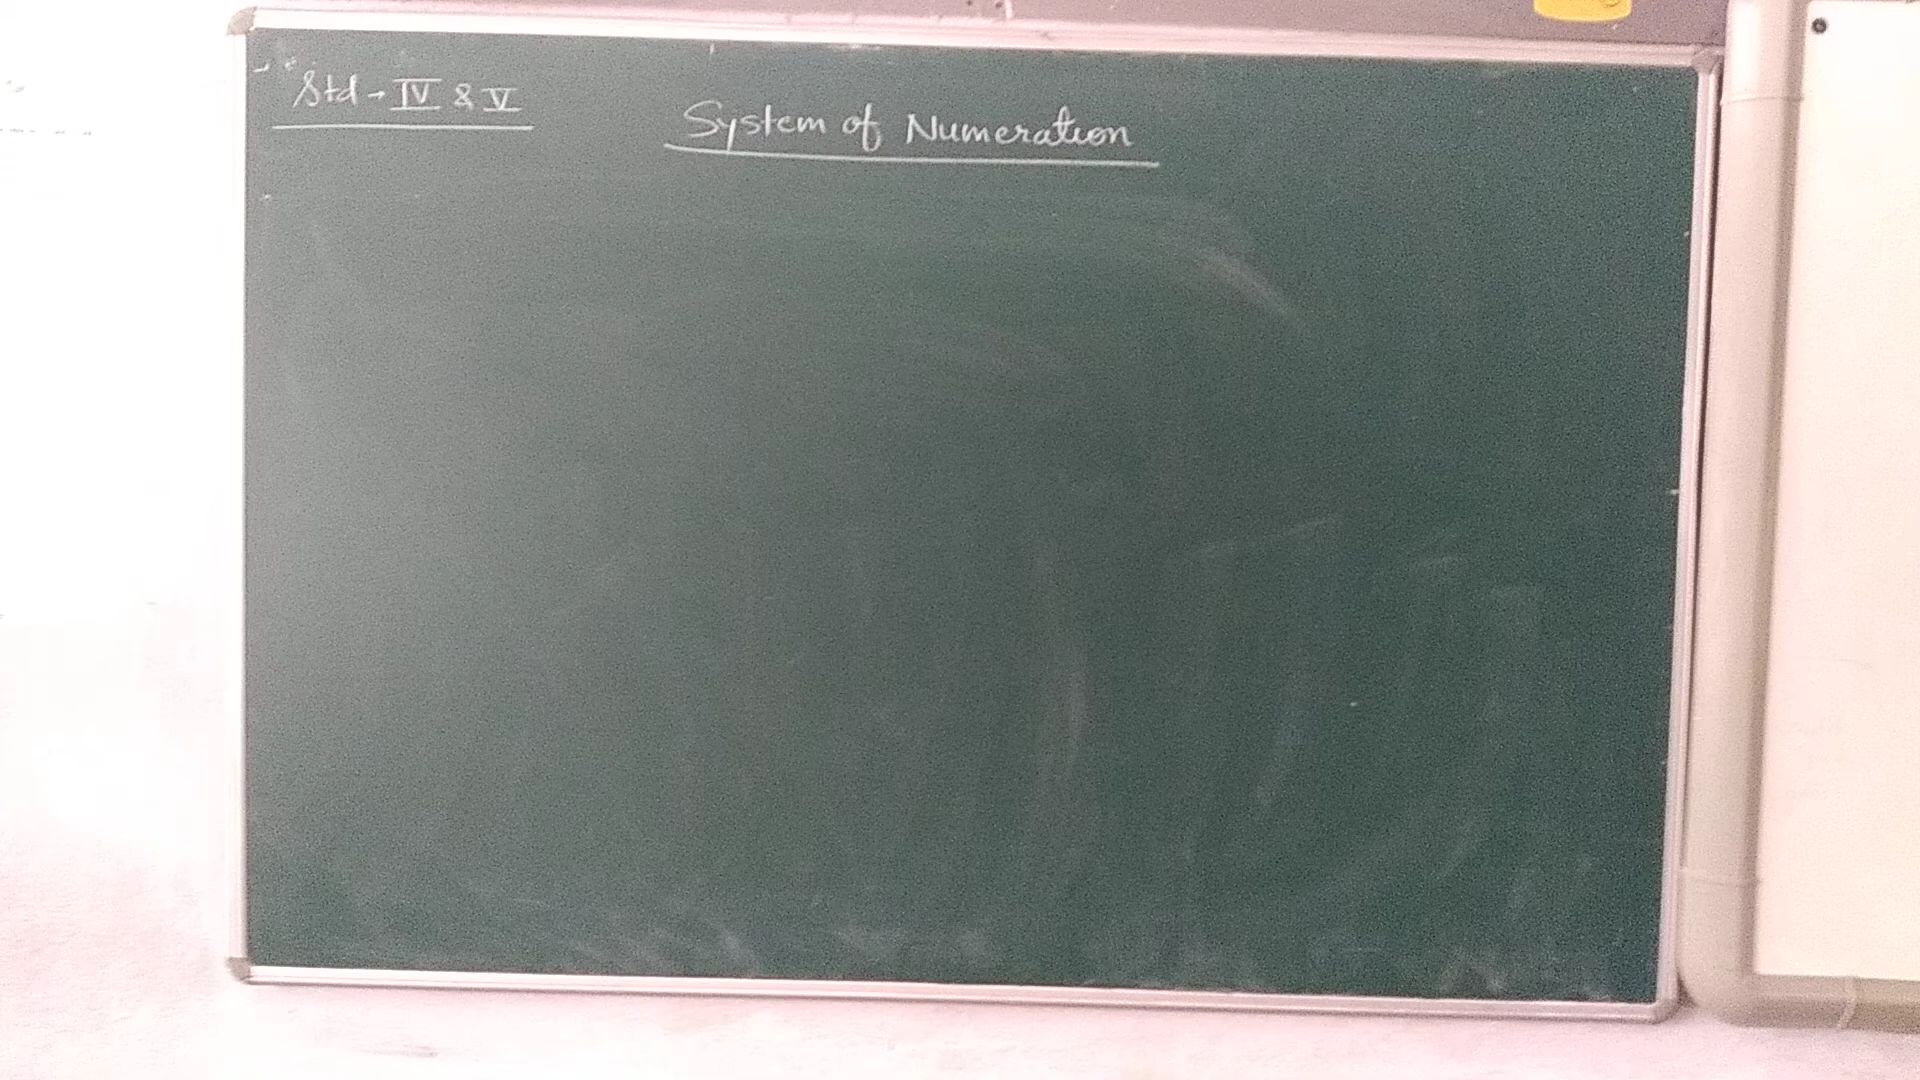 Std → IV & V
System of Numeration